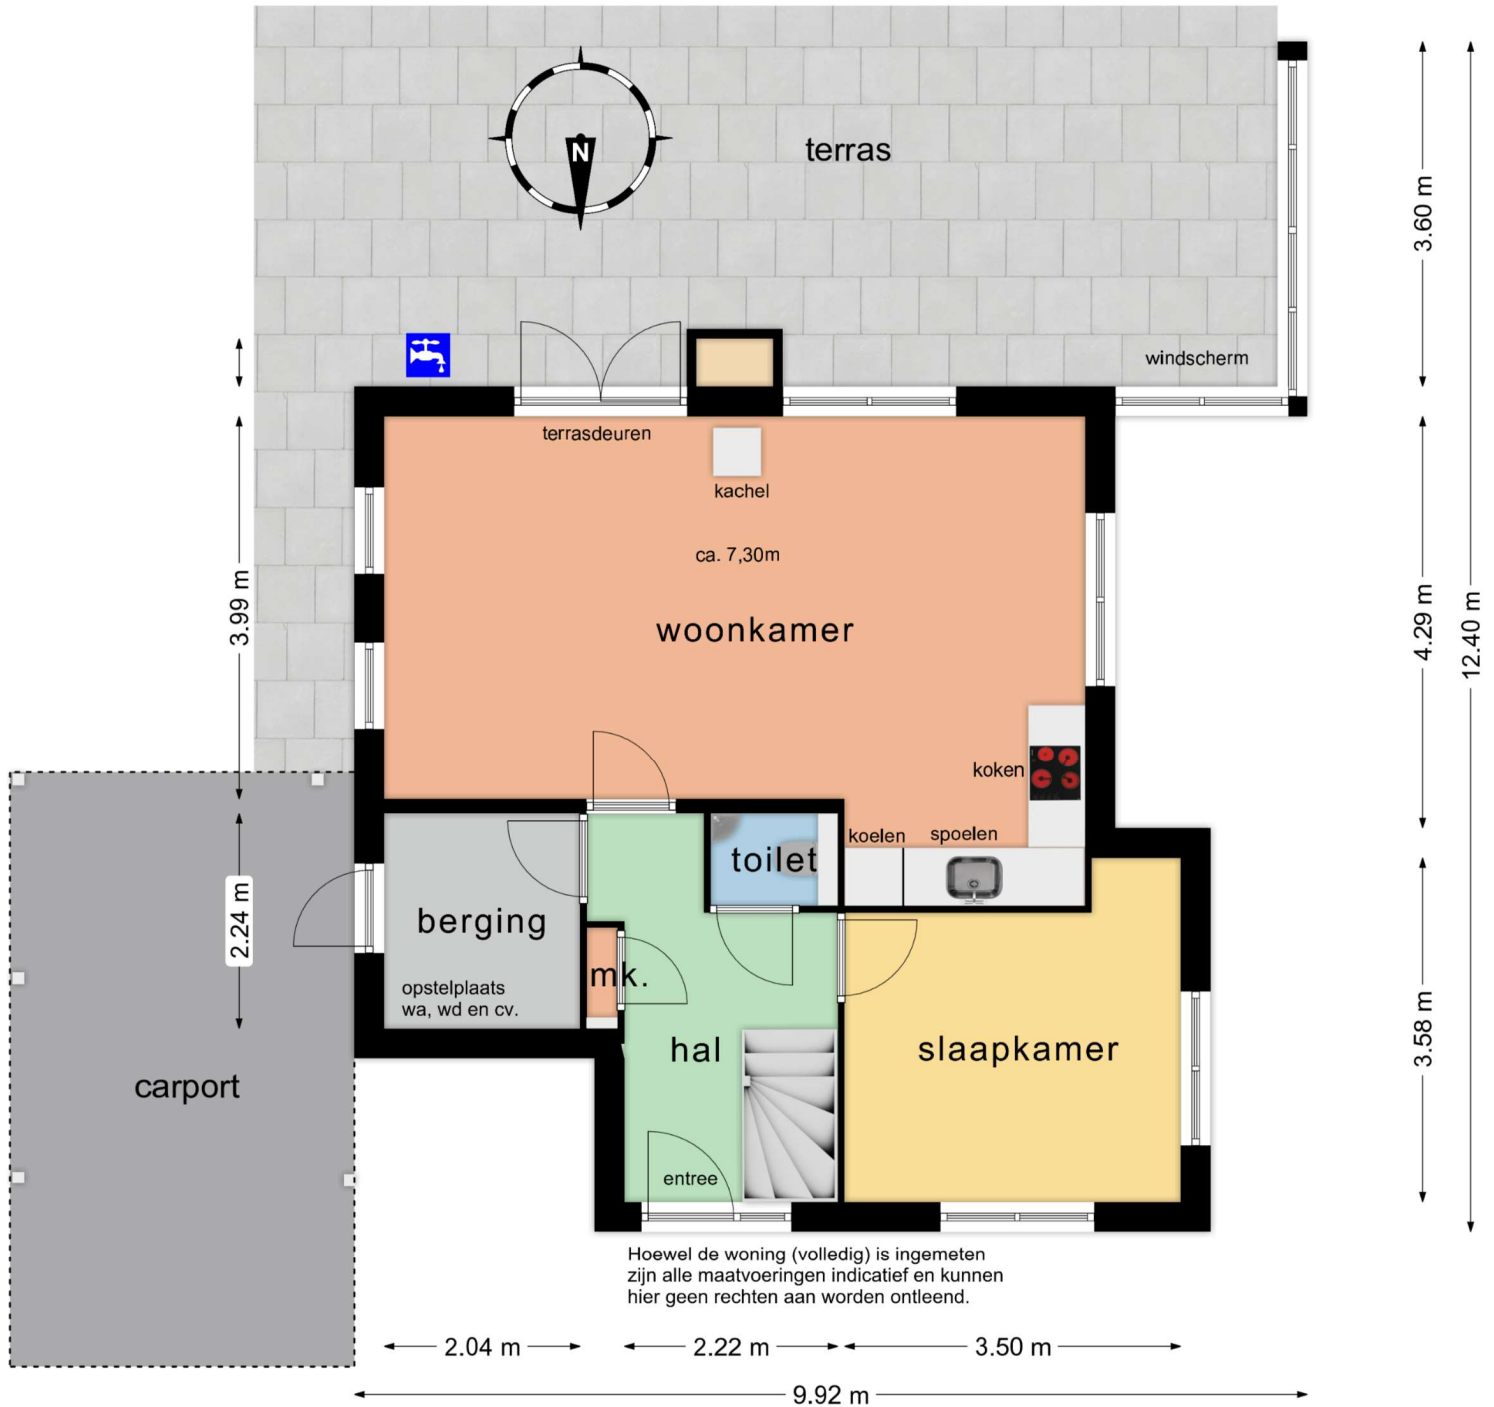 N
terras
3.60 m
windscherm
terrasdeuren
kachel
ca. 7,30m
woonkamer
3.99 m
4.29 m
12.40 m
koken
koelen
spoelen
toilet
berging
2.24 m
opstelplaats
wa, wd en cv.
mk.
hal
slaapkamer
3.58 m
carport
entree
Hoewel de woning (volledig) is ingemeten
zijn alle maatvoeringen indicatief en kunnen
hier geen rechten aan worden ontleend.
2.04 m
2.22 m
3.50 m
9.92 m